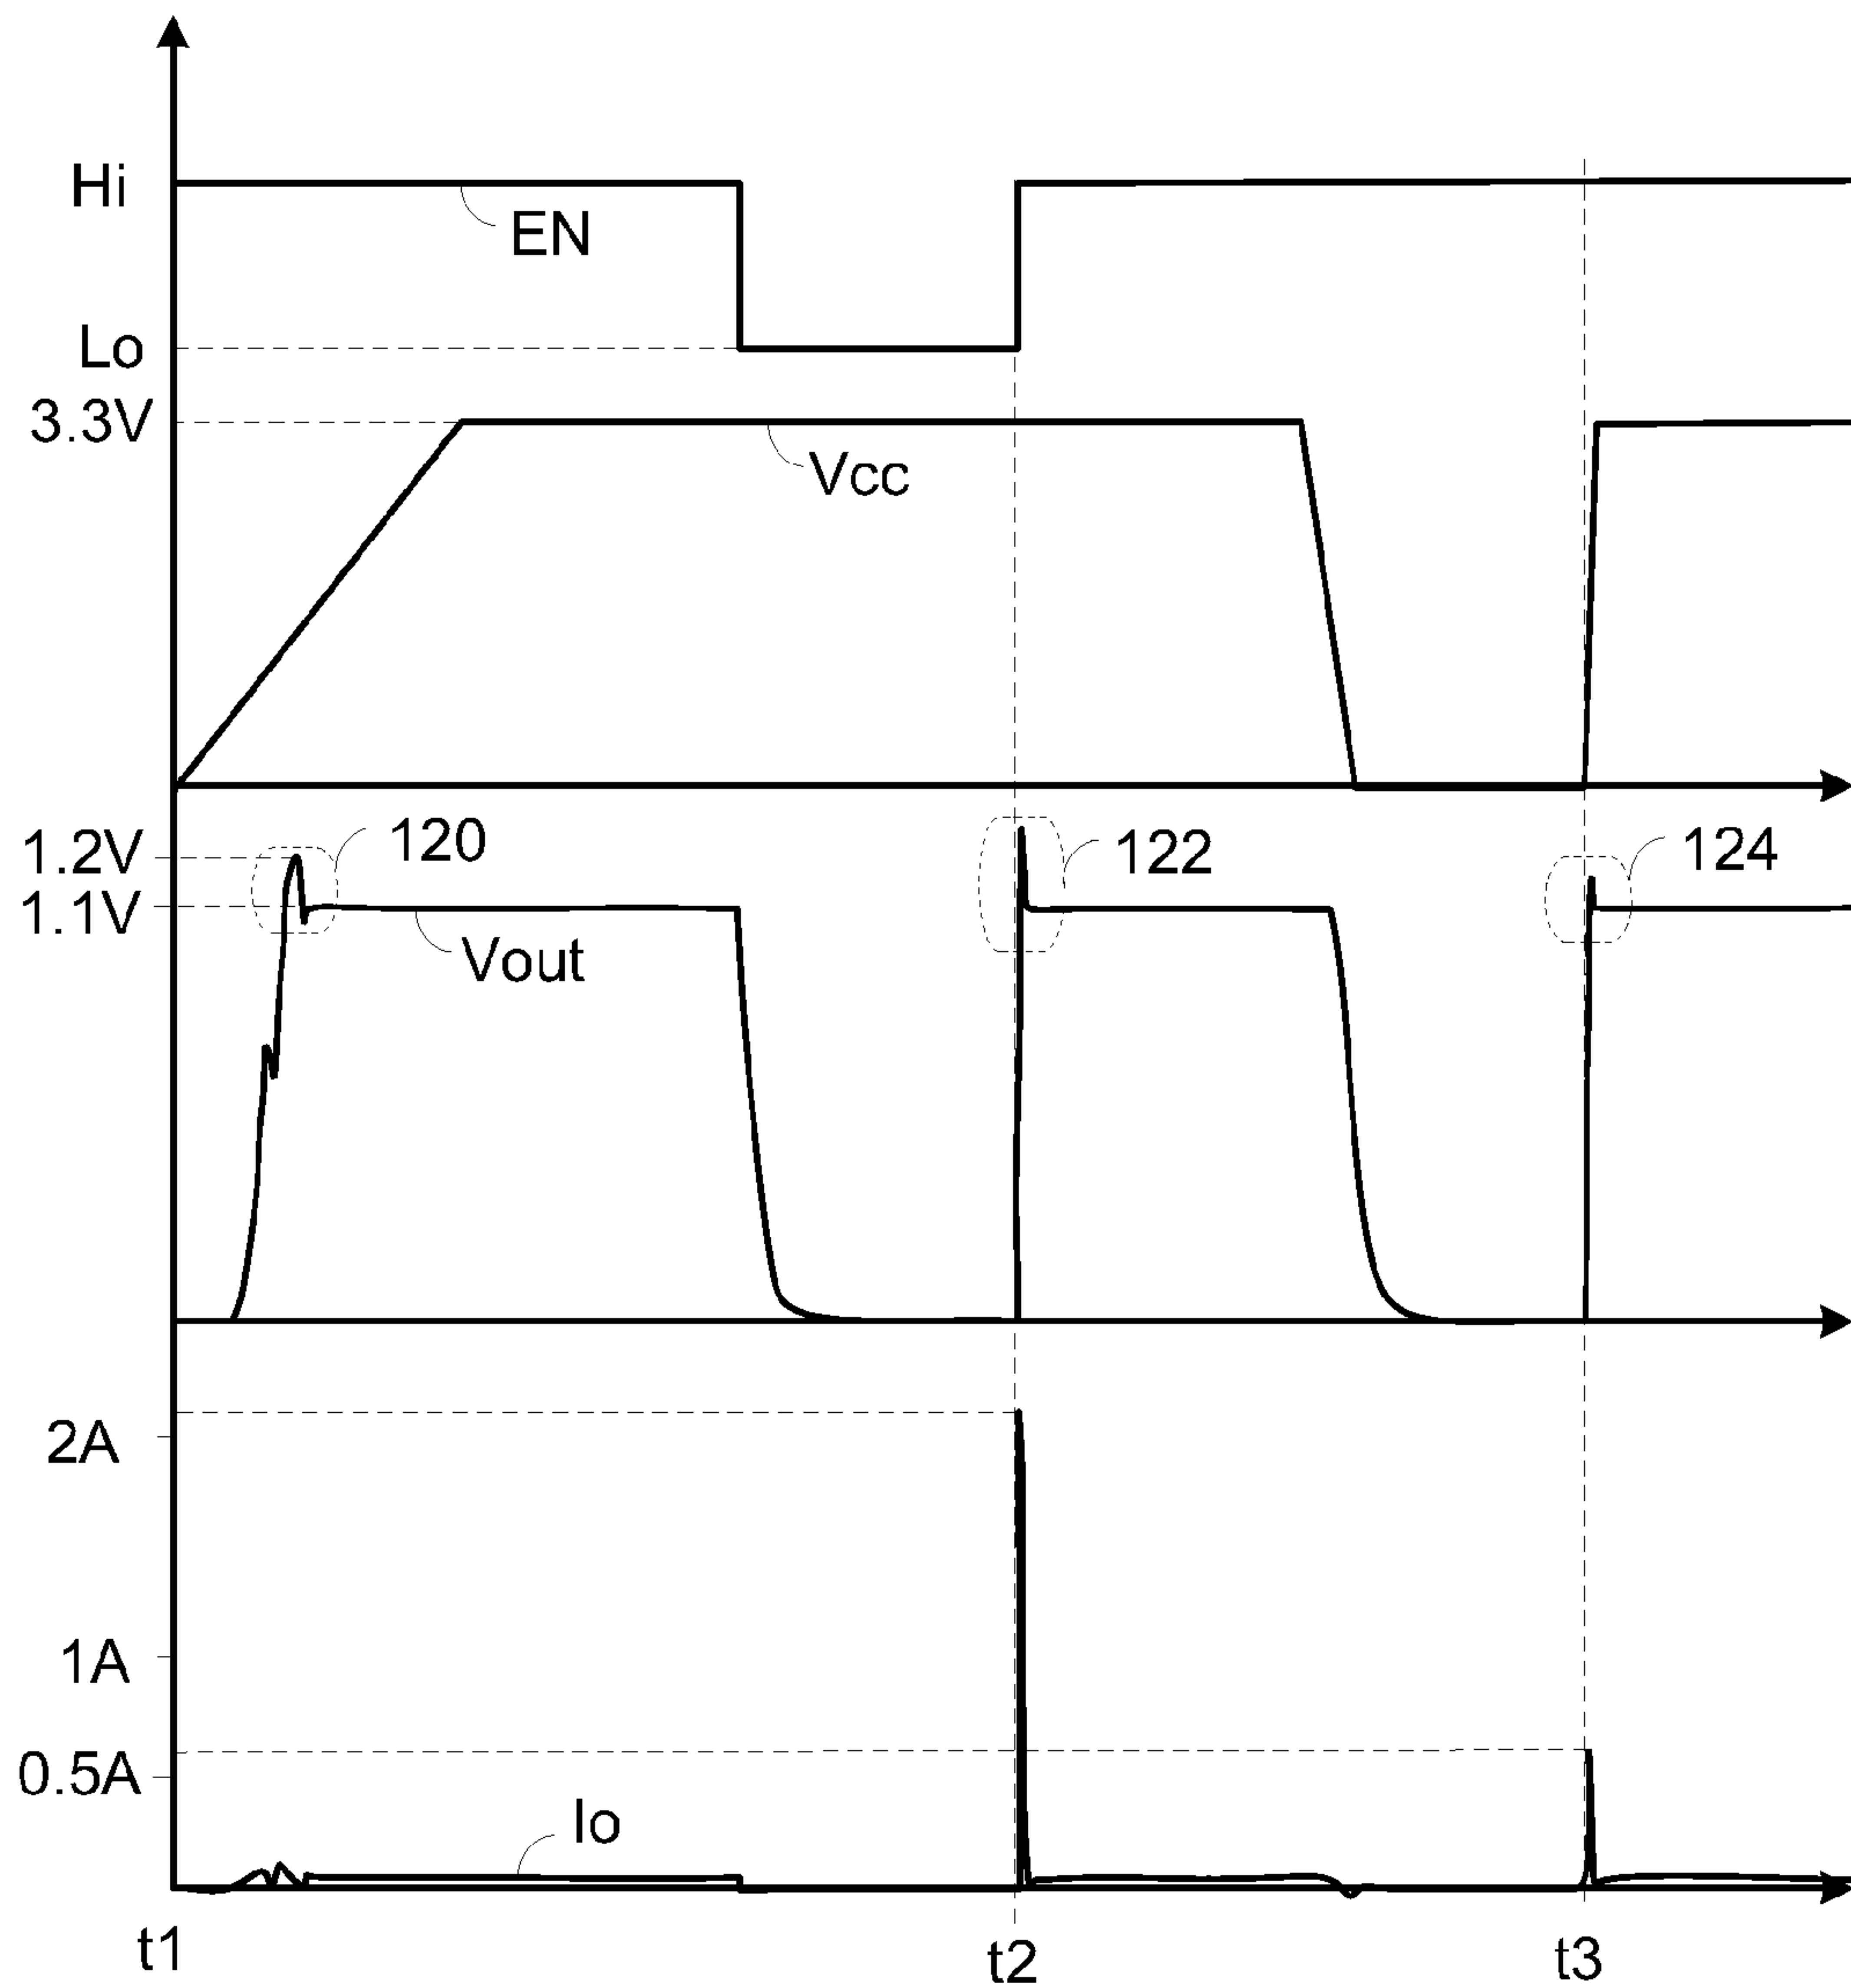 Hi
EN
Lo
3.3V
Vcc
1.2V
120
122
124
1.1V
Vout
2A
1A
0.5A
Io
t1
t2
t3